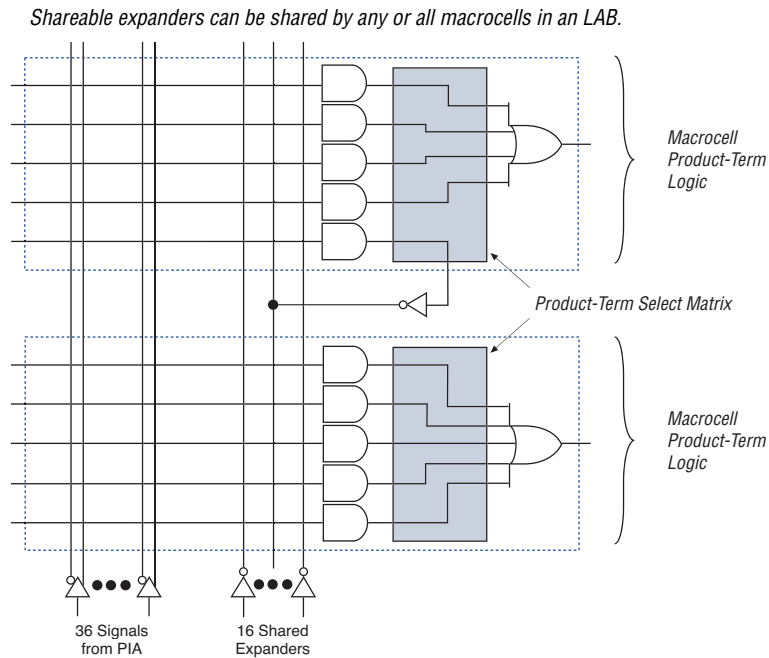 Shareable expanders can be shared by any or all macrocells in an LAB.
Macrocell
Product-Term
Logic
Product-Term Select Matrix
Macrocell
Product-Term
Logic
36 Signals
from PIA
16 Shared
Expanders